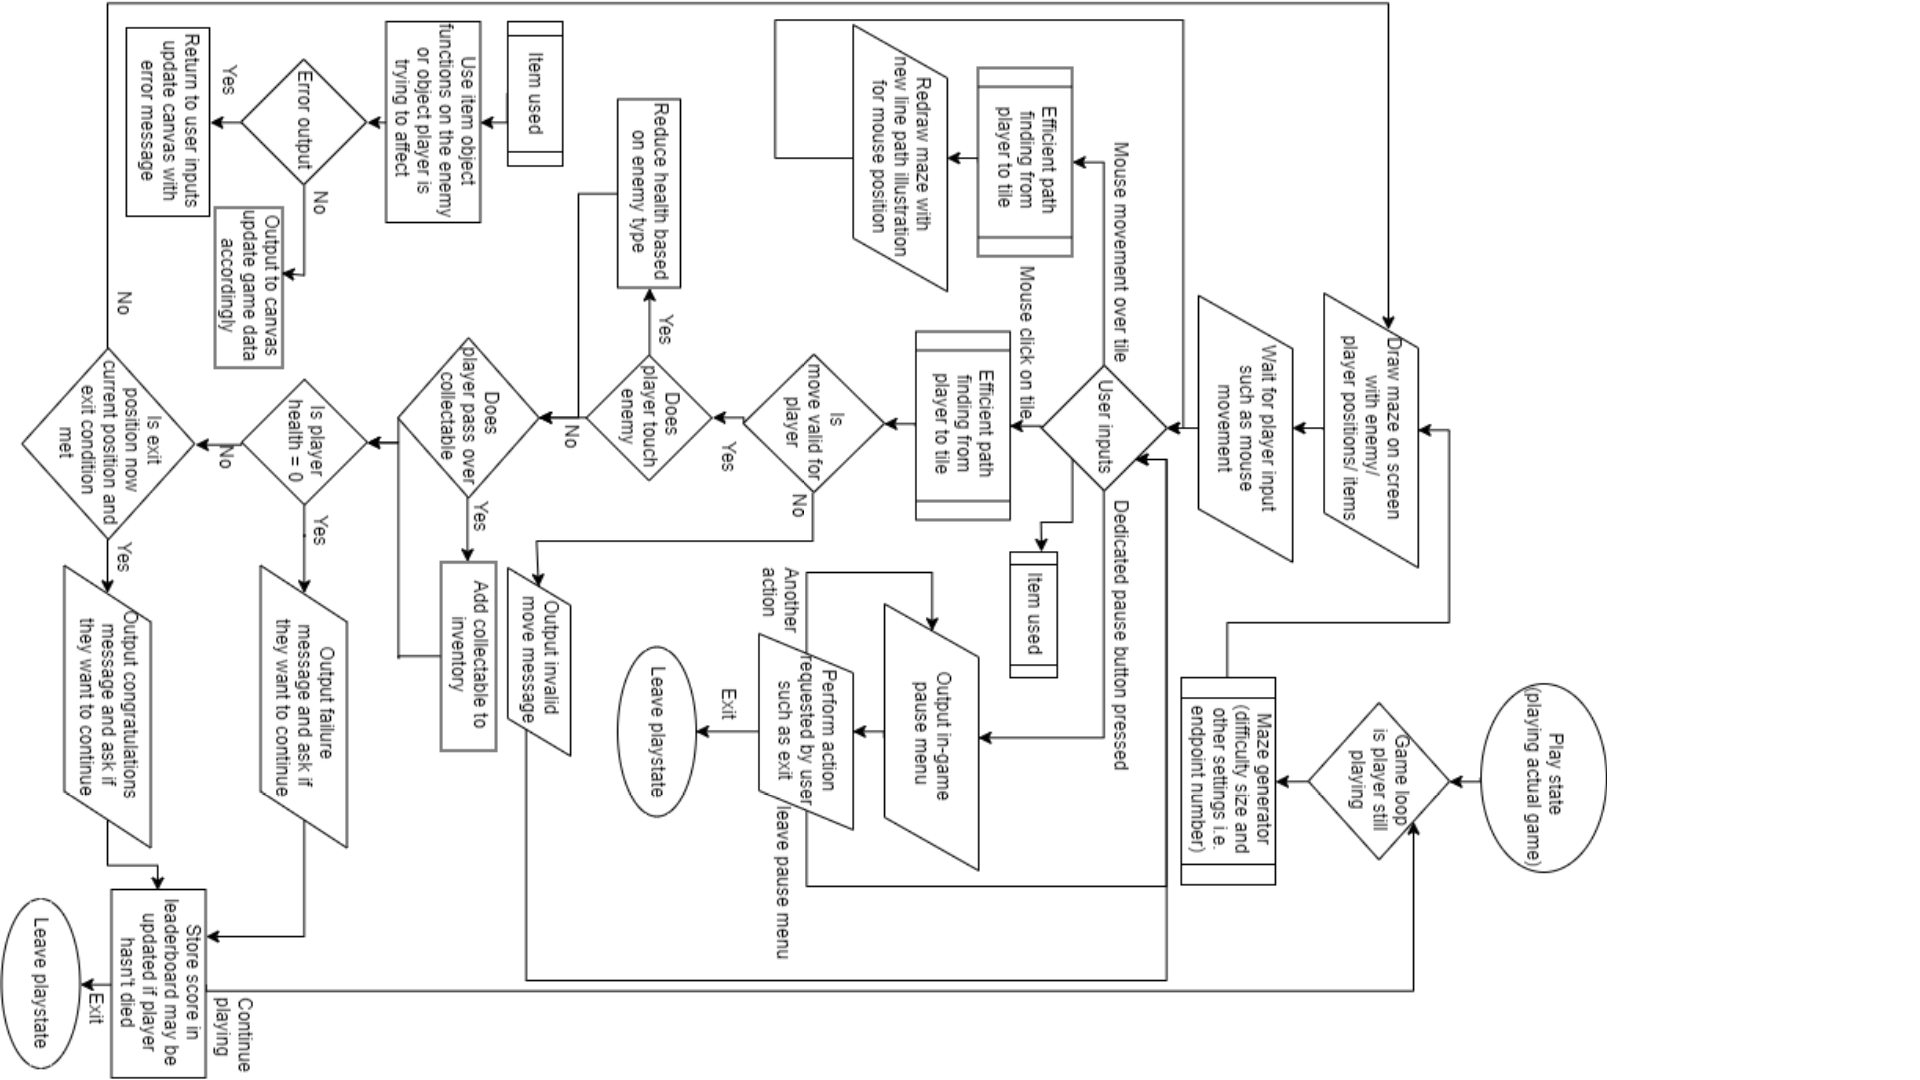 Play state
(playing actual game)
Game loop
is player still
playing
Maze generator
(difficulty size and
other settings i.e.
endpoint number)
Draw maze on screen
with enemy/
player positions/ items
Wait for player input
such as mouse
movement
User inputs
Mouse movement over tile
Dedicated pause button pressed
Efficient path
finding from
player to tile
Redraw maze with
new line path illustration
for mouse position
Mouse click on tile
Efficient path
finding from
player to tile
Item used
Output in-game
pause menu
Perform action
requested by user
such as exit
Another
action
leave pause menu
Exit
Leave playstate
Is
move valid for
player
No
Yes
Output invalid
move message
Does
player touch
enemy
Yes
No
Reduce health based
on enemy type
Does
player pass over
collectable
Yes
Add collectable to
inventory
Item used
Use item object
functions on the enemy
or object player is
trying to affect
Error output
Yes
No
Return to user inputs
update canvas with
error message
Output to canvas
update game data
accordingly
Is player
health = 0
Yes
No
Output failure
message and ask if
they want to continue
Is exit
position now
current position and
exit condition
met
No
Yes
Output congratulations
message and ask if
they want to continue
Store score in
leaderboard may be
updated if player
hasn't died
Continue
playing
Exit
Leave playstate